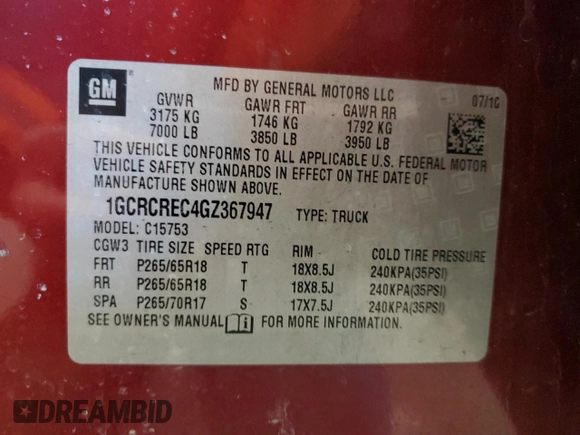 GM
MFD BY GENERAL MOTORS LLC
07/16
GVWR GAWR FRT GAWR RR
3175 KG 1746 KG 1792 KG
7000 LB 3850 LB 3950 LB
THIS VEHICLE CONFORMS TO ALL APPLICABLE U.S. FEDERAL MOTOR
VEHICLE SAFETY STANDARDS IN EFFECT ON THE DATE OF
MANUFACTURE SHOWN ABOVE.
1GCRCREC4GZ367947 TYPE: TRUCK
MODEL: C15753
CGW3 TIRE SIZE SPEED RTG RIM COLD TIRE PRESSURE
FRT P265/65R18 T 18X8.5J 240KPA(35PSI)
RR P265/65R18 T 18X8.5J 240KPA(35PSI)
SPA P265/70R17 S 17X7.5J 240KPA(35PSI)
SEE OWNER'S MANUAL FOR MORE INFORMATION.
DREAMBID